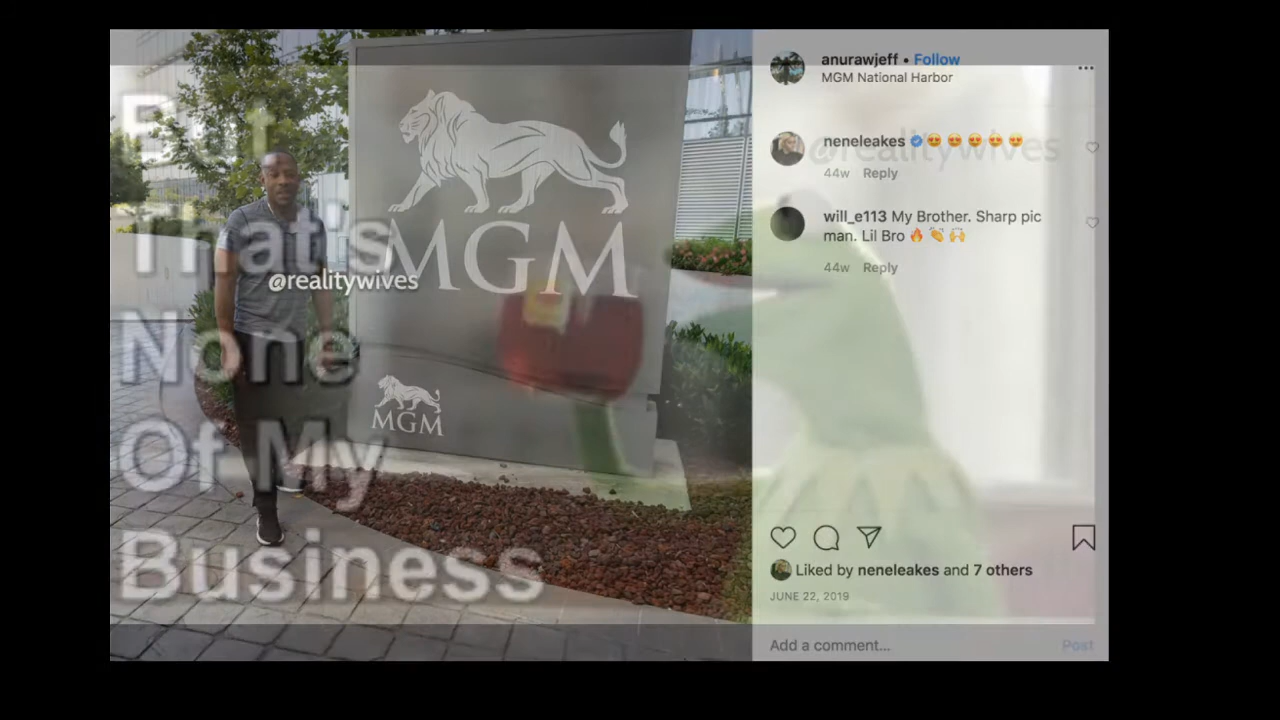 But
That's
None
Of My
Business
@realitywives
MGM
MGM
anurawjeff • Follow
MGM National Harbor
@realitywives
neneleakes 😍 😍 😍 😍 😍
44w Reply
will_e113 My Brother. Sharp pic
man. Lil Bro 🔥 👏 🙌
44w Reply
Liked by neneleakes and 7 others
JUNE 22, 2019
Add a comment...
Post